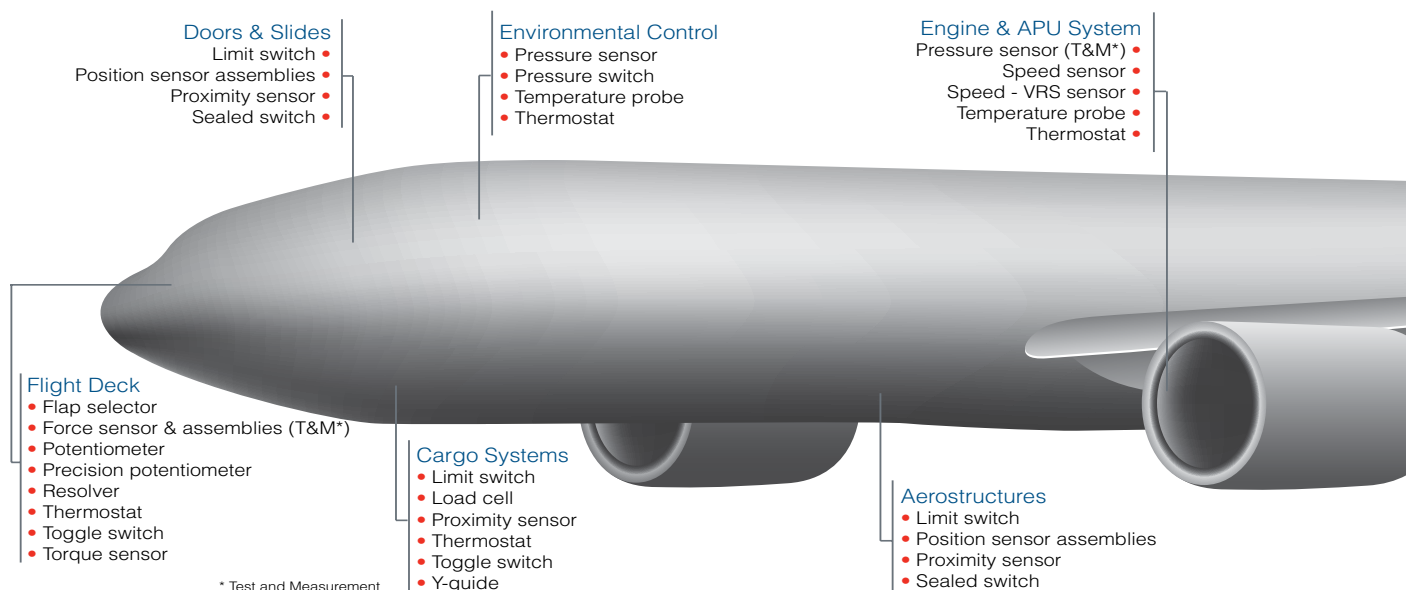 Doors & Slides
Limit switch •
Position sensor assemblies •
Proximity sensor •
Sealed switch •
Environmental Control
• Pressure sensor
• Pressure switch
• Temperature probe
• Thermostat
Engine & APU System
Pressure sensor (T&M*) •
Speed sensor •
Speed - VRS sensor •
Temperature probe •
Thermostat •
Flight Deck
• Flap selector
• Force sensor & assemblies (T&M*)
• Potentiometer
• Precision potentiometer
• Resolver
• Thermostat
• Toggle switch
• Torque sensor
Cargo Systems
• Limit switch
• Load cell
• Proximity sensor
• Thermostat
• Toggle switch
• Y-guide
Aerostructures
• Limit switch
• Position sensor assemblies
• Proximity sensor
• Sealed switch
* Test and Measurement